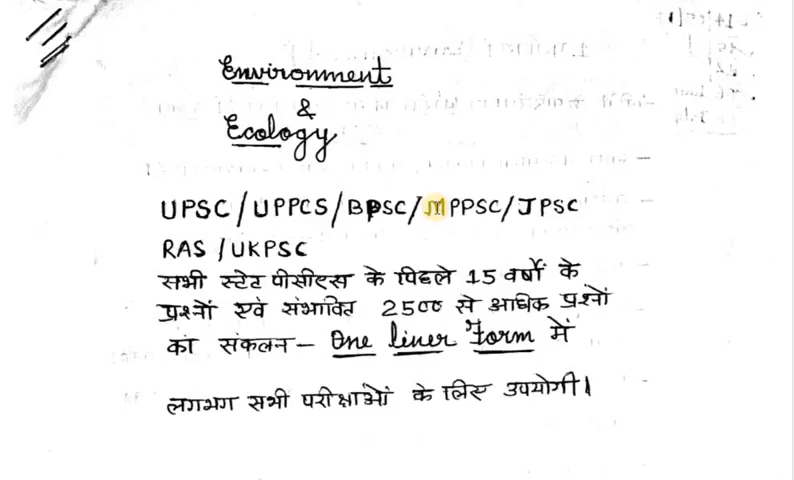 Environment
&
Ecology
UPSC/UPPCS/BPSC/MPPSC/JPSC
RAS/UKPSC
सभी स्टेट पीसीएस के पिछले 15 वर्षों के
प्रश्नों एवं संभावित 2500 से अधिक प्रश्नों
का संकलन – One liner Form में
लगभग सभी परीक्षाओं के लिए उपयोगी।